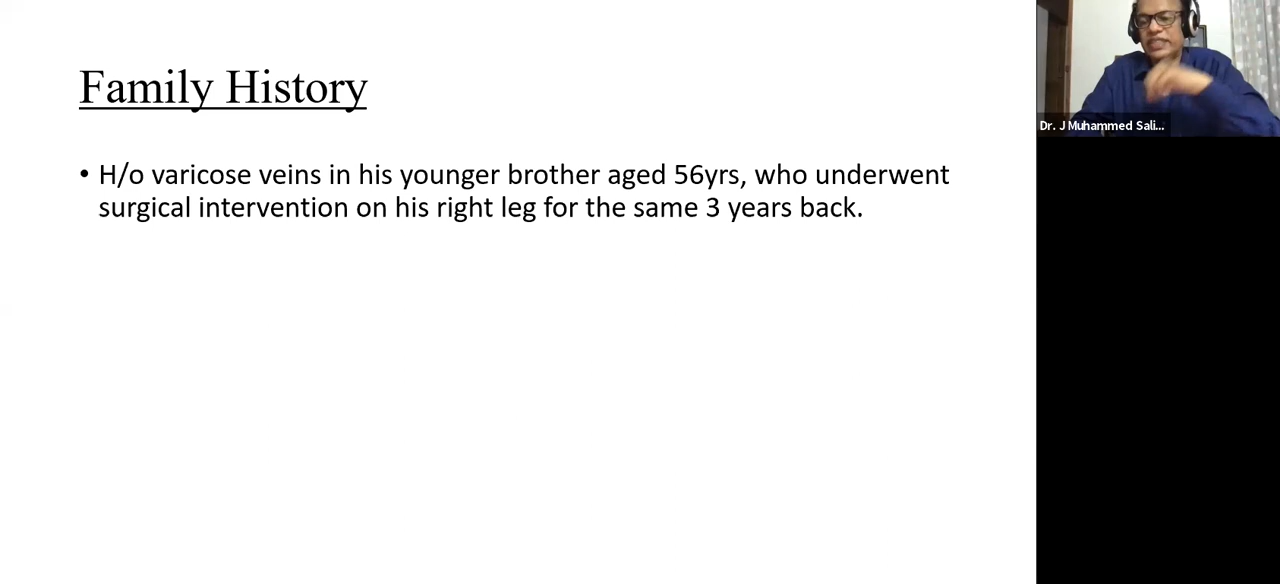 Family History
• H/o varicose veins in his younger brother aged 56yrs, who underwent
surgical intervention on his right leg for the same 3 years back.
Dr. J Muhammed Sali...